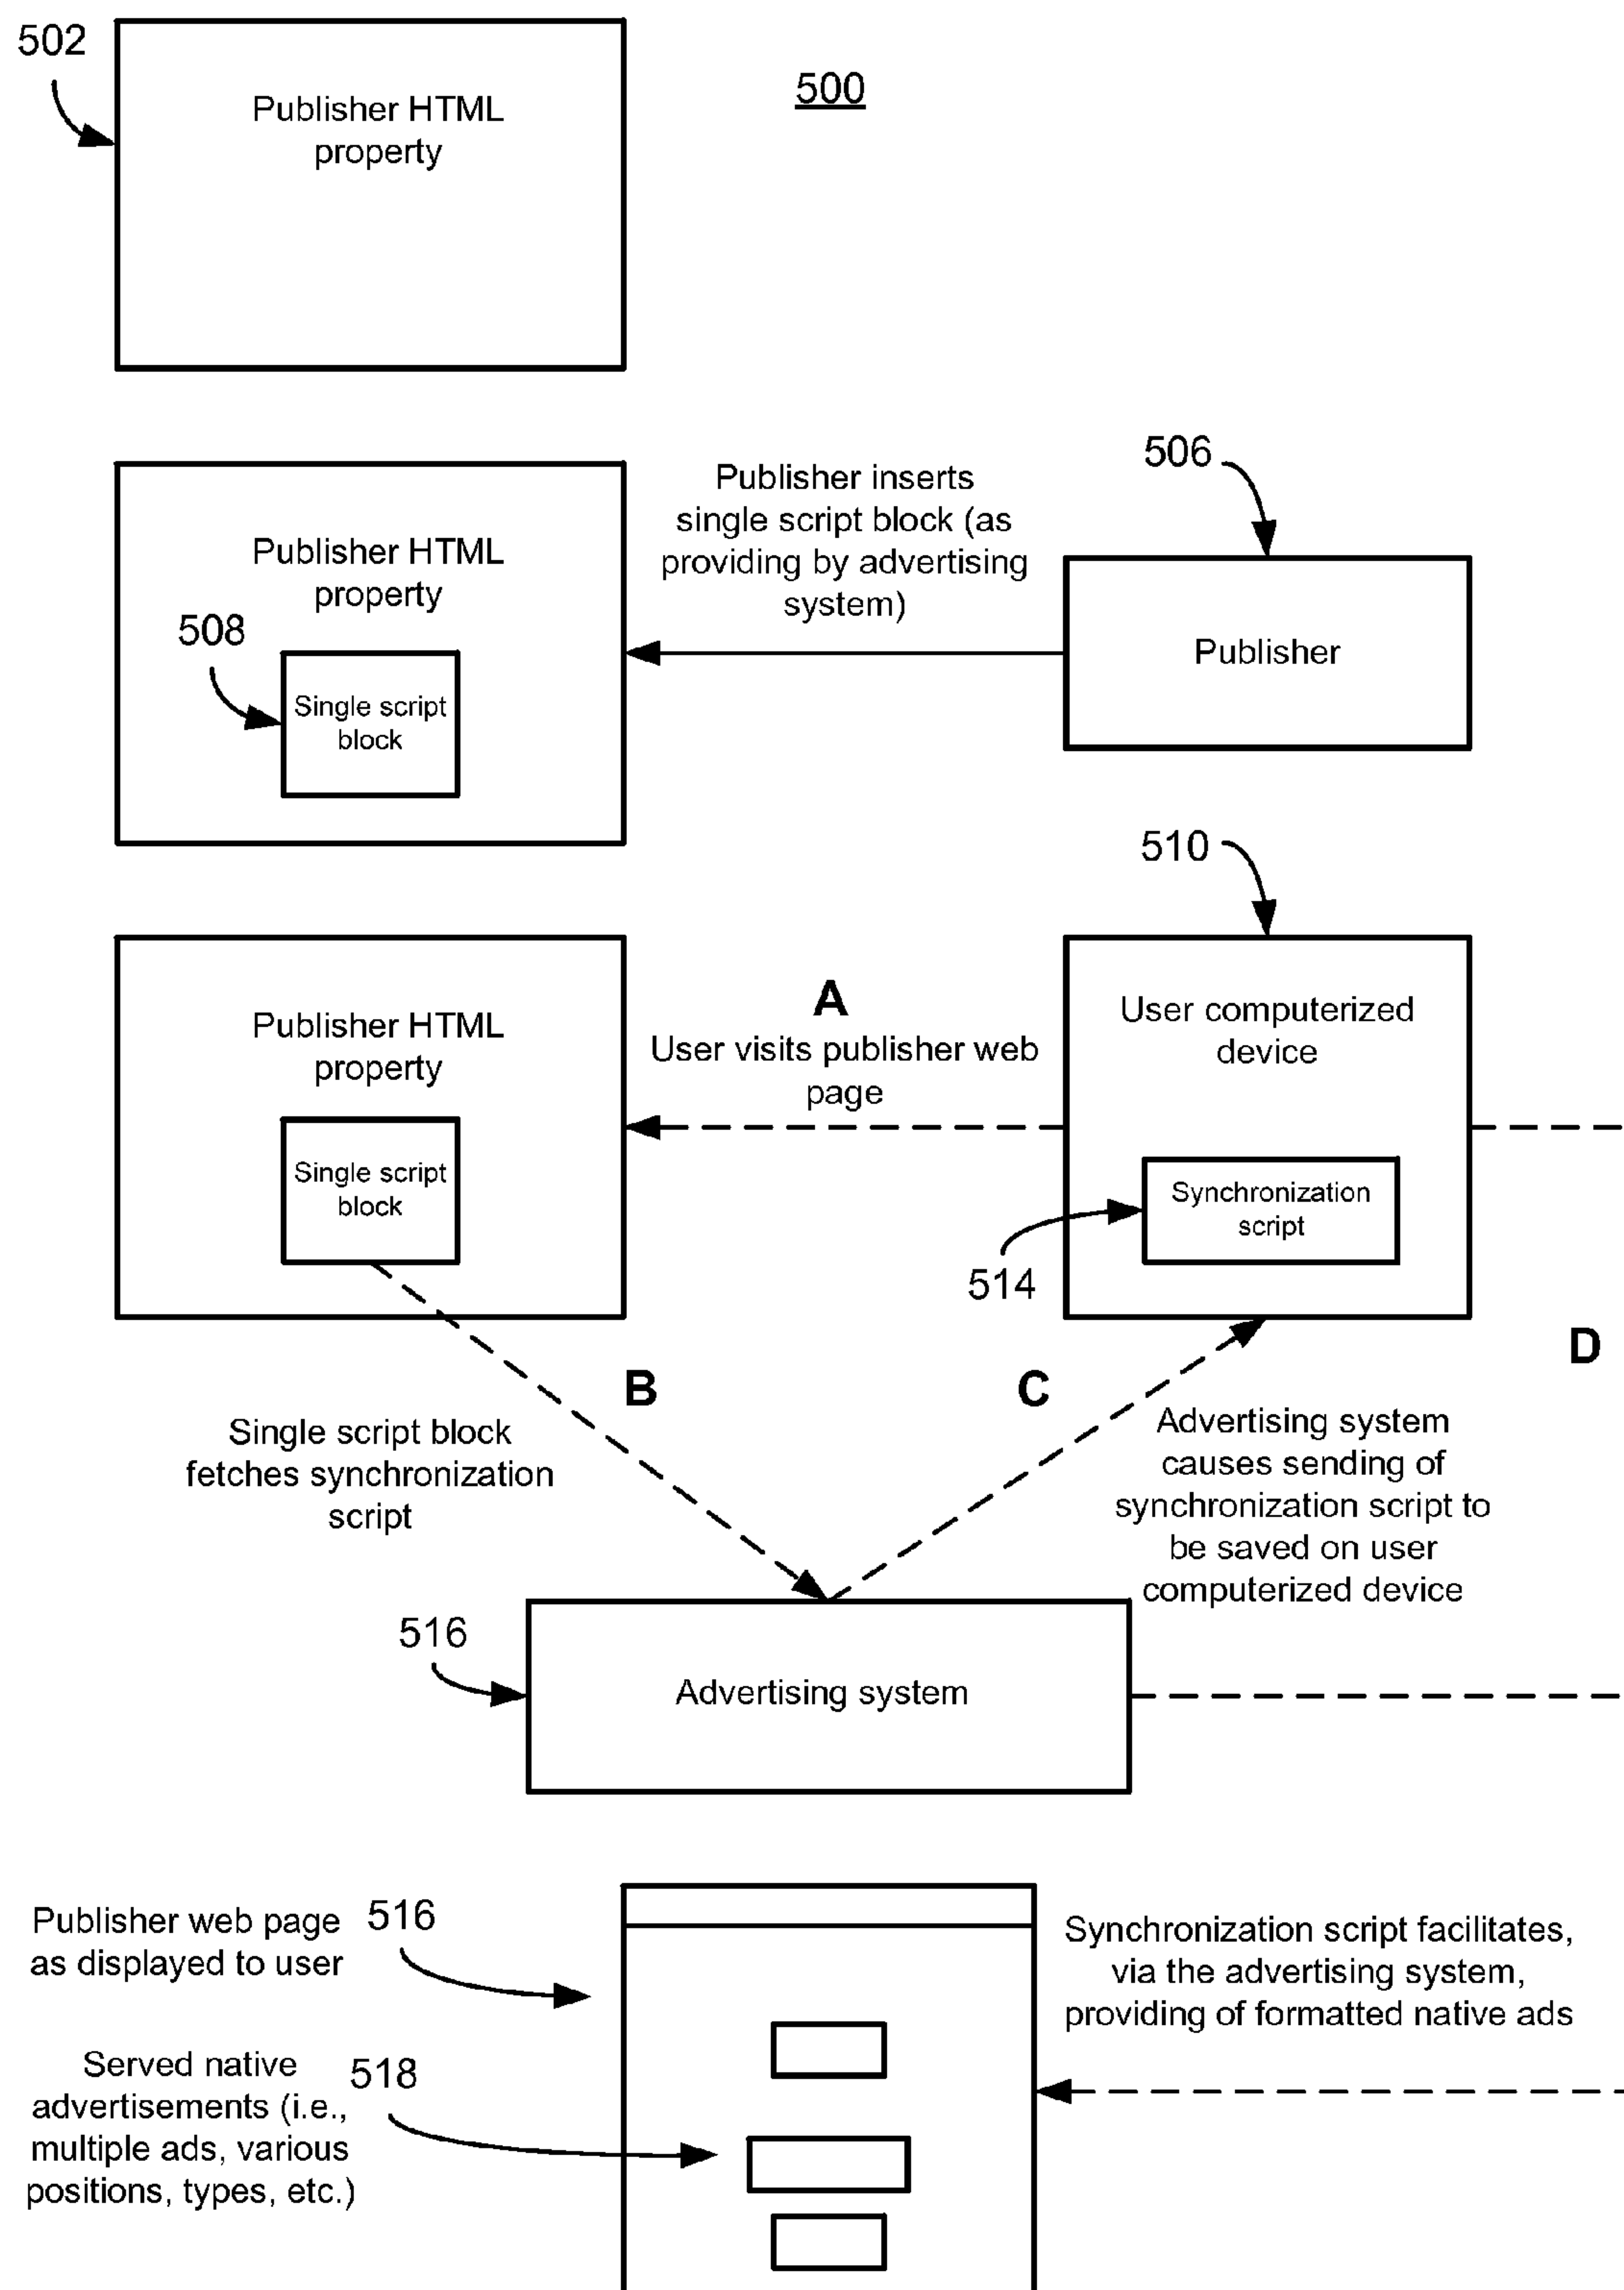 502
Publisher HTML
property
500
506
Publisher inserts
single script block (as
providing by advertising
system)
Publisher HTML
property
508
Single script
block
Publisher
510
A
User visits publisher web
page
Publisher HTML
property
Single script
block
User computerized
device
Synchronization
script
514
D
B
C
Single script block
fetches synchronization
script
Advertising system
causes sending of
synchronization script to
be saved on user
computerized device
516
Advertising system
Publisher web page
as displayed to user
516
Synchronization script facilitates,
via the advertising system,
providing of formatted native ads
Served native
advertisements (i.e.,
multiple ads, various
positions, types, etc.)
518